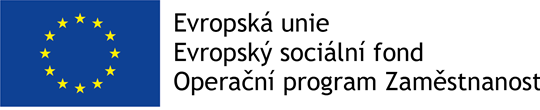 Evropská unie
Evropský sociální fond
Operační program Zaměstnanost